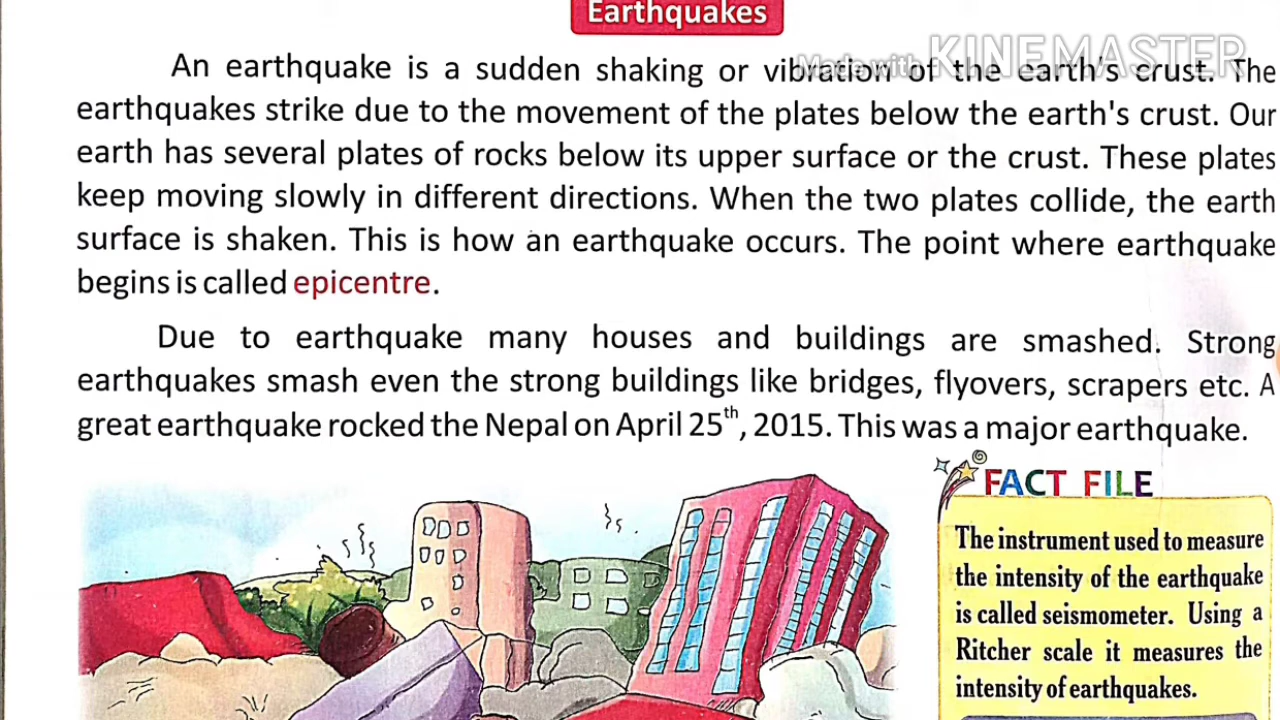 Earthquakes
Made with KINEMASTER
An earthquake is a sudden shaking or vibration of the earth's crust. The
earthquakes strike due to the movement of the plates below the earth's crust. Our
earth has several plates of rocks below its upper surface or the crust. These plates
keep moving slowly in different directions. When the two plates collide, the earth
surface is shaken. This is how an earthquake occurs. The point where earthquake
begins is called epicentre.
Due to earthquake many houses and buildings are smashed. Strong
earthquakes smash even the strong buildings like bridges, flyovers, scrapers etc. A
great earthquake rocked the Nepal on April 25th, 2015. This was a major earthquake.
FACT FILE
The instrument used to measure
the intensity of the earthquake
is called seismometer. Using a
Ritcher scale it measures the
intensity of earthquakes.